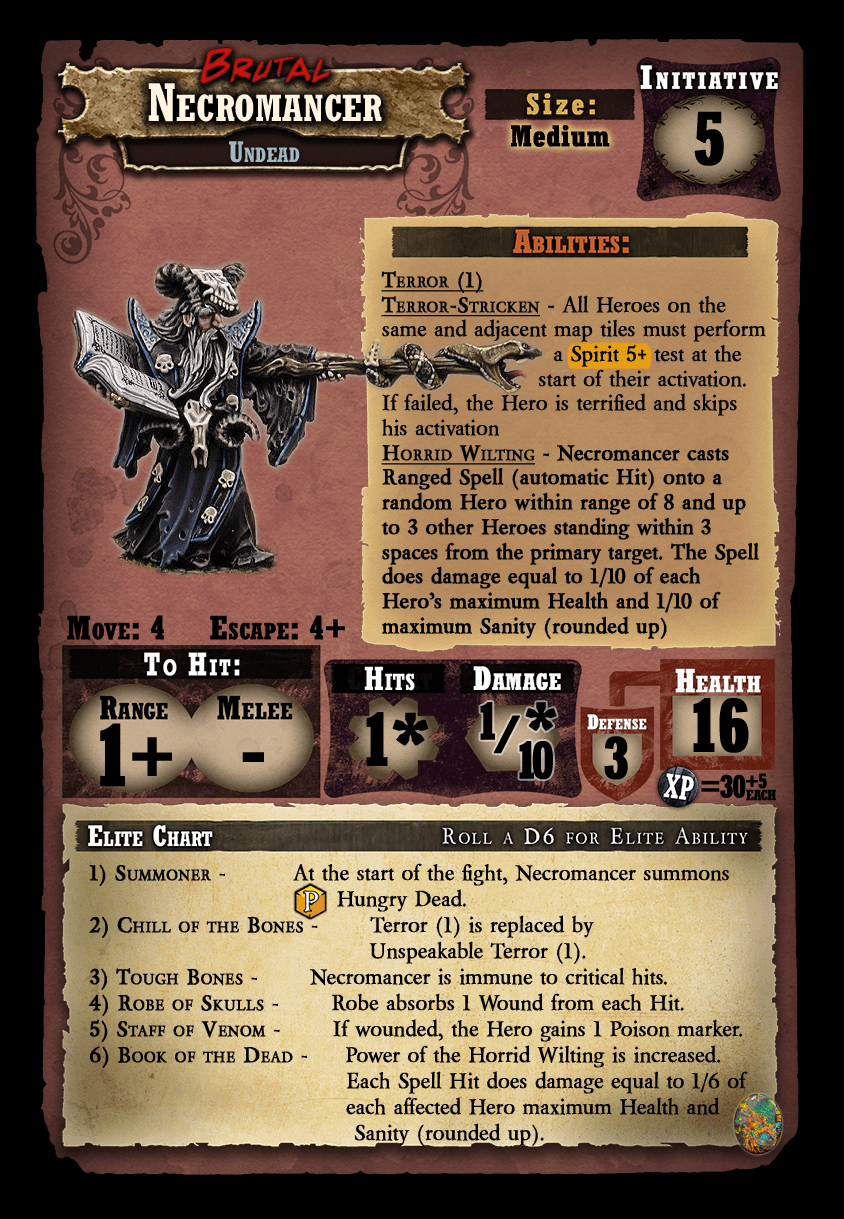 Brutal
Necromancer
Undead
Size:
Medium
Initiative
5
Abilities:
Terror (1)
Terror-Stricken - All Heroes on the
same and adjacent map tiles must perform
a Spirit 5+ test at the
start of their activation.
If failed, the Hero is terrified and skips
his activation
Horrid Wilting - Necromancer casts
Ranged Spell (automatic Hit) onto a
random Hero within range of 8 and up
to 3 other Heroes standing within 3
spaces from the primary target. The Spell
does damage equal to 1/10 of each
Hero's maximum Health and 1/10 of
maximum Sanity (rounded up)
Move: 4 Escape: 4+
To Hit:
Range
1+
Melee
-
Hits
1*
Damage
1/*
10
Defense
3
Health
16
XP =30 +5 EACH
Elite Chart Roll a D6 for Elite Ability
1) Summoner - At the start of the fight, Necromancer summons
P Hungry Dead.
2) Chill of the Bones - Terror (1) is replaced by
Unspeakable Terror (1).
3) Tough Bones - Necromancer is immune to critical hits.
4) Robe of Skulls - Robe absorbs 1 Wound from each Hit.
5) Staff of Venom - If wounded, the Hero gains 1 Poison marker.
6) Book of the Dead - Power of the Horrid Wilting is increased.
Each Spell Hit does damage equal to 1/6 of
each affected Hero maximum Health and
Sanity (rounded up).